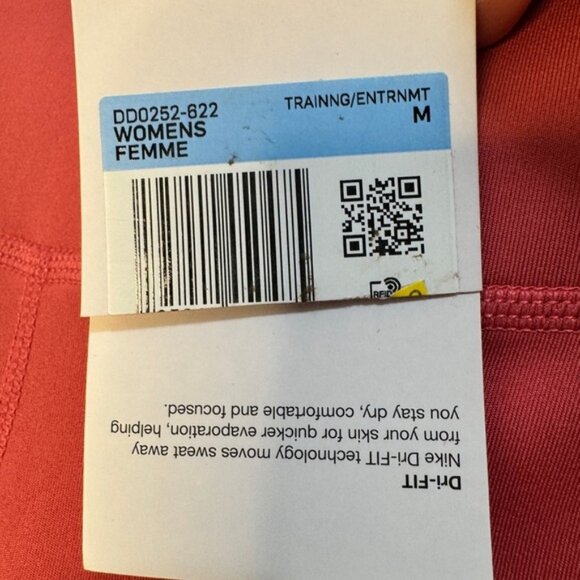 DD0252-622
WOMENS
FEMME
TRAINNG/ENTRNMT
M
RFID
Dri-FIT
Nike Dri-FIT technology moves sweat away
from your skin for quicker evaporation, helping
you stay dry, comfortable and focused.